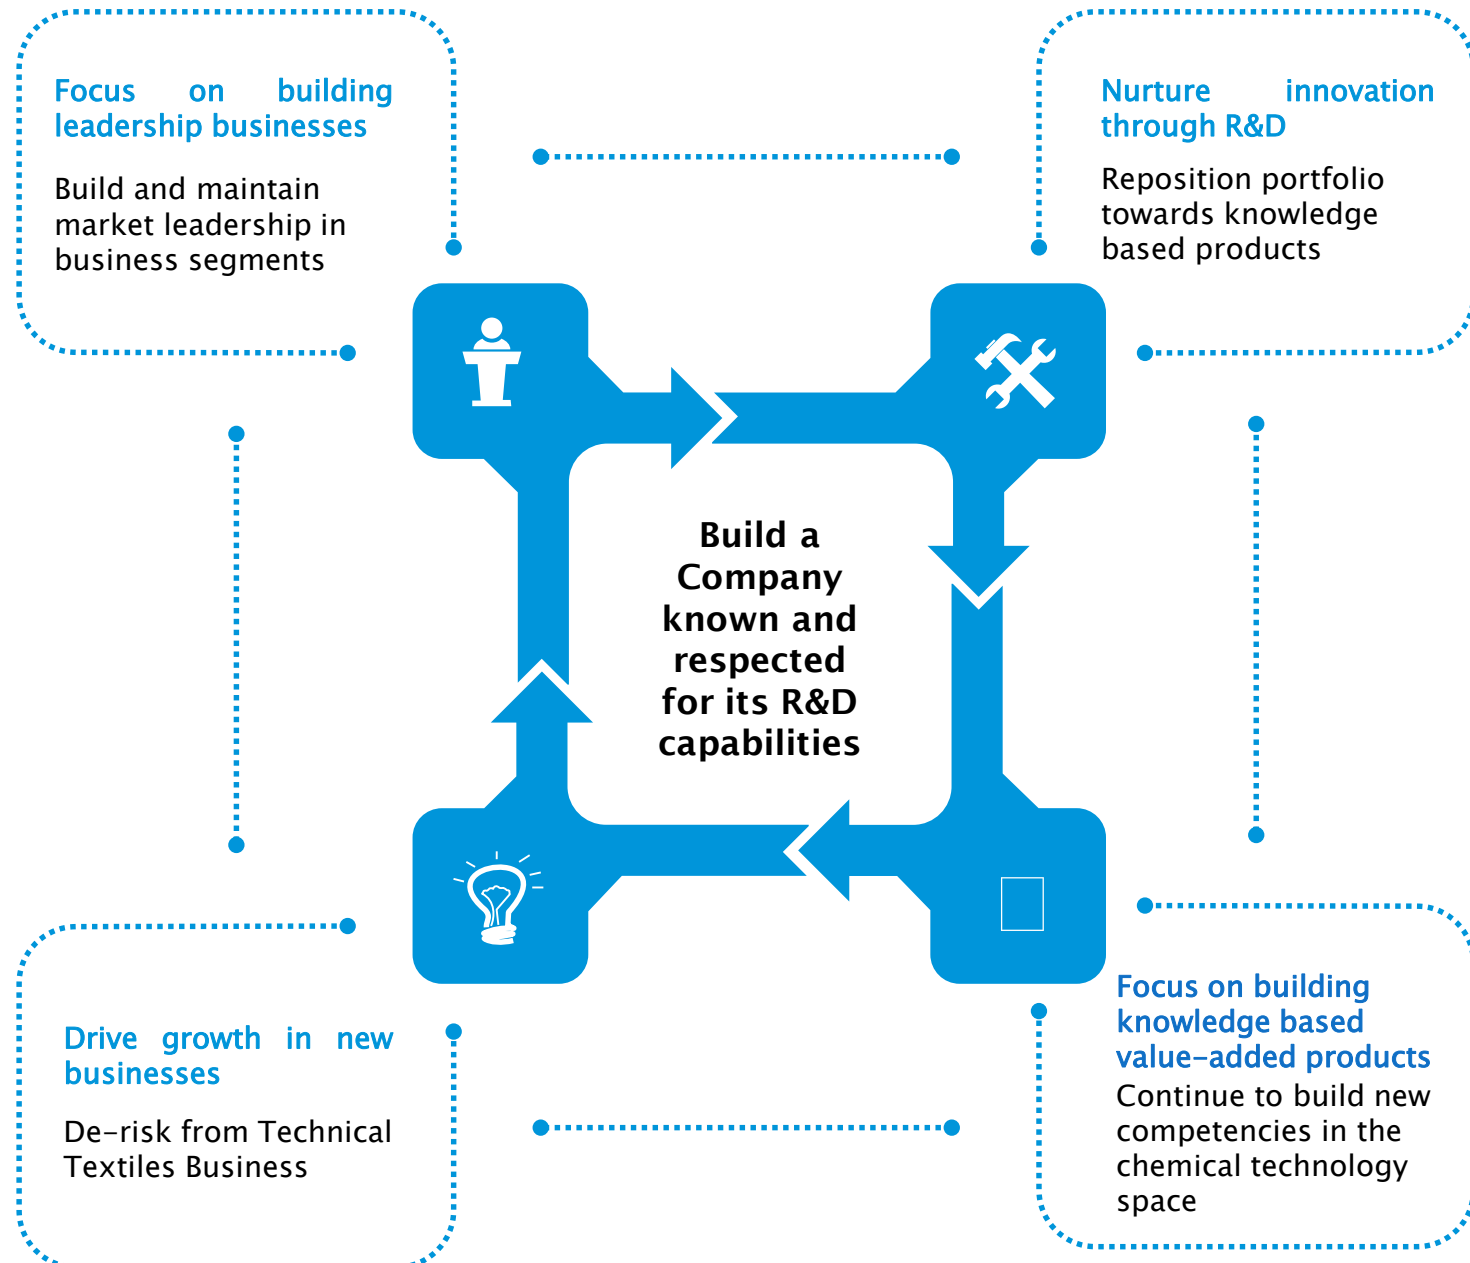 Focus on building
leadership businesses
Build and maintain
market leadership in
business segments
Nurture innovation
through R&D
Reposition portfolio
towards knowledge
based products
Build a
Company
known and
respected
for its R&D
capabilities
Drive growth in new
businesses
De-risk from Technical
Textiles Business
Focus on building
knowledge based
value-added products
Continue to build new
competencies in the
chemical technology
space